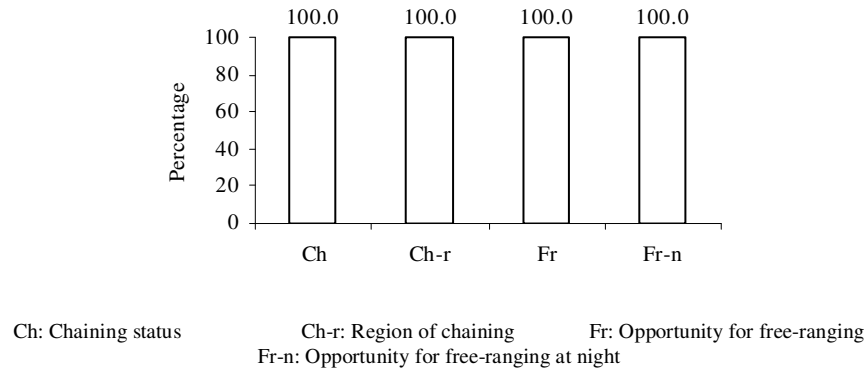 100.0 100.0 100.0 100.0
100
80
60
40
20
0
Percentage
Ch Ch-r Fr Fr-n
Ch: Chaining status Ch-r: Region of chaining Fr: Opportunity for free-ranging
Fr-n: Opportunity for free-ranging at night